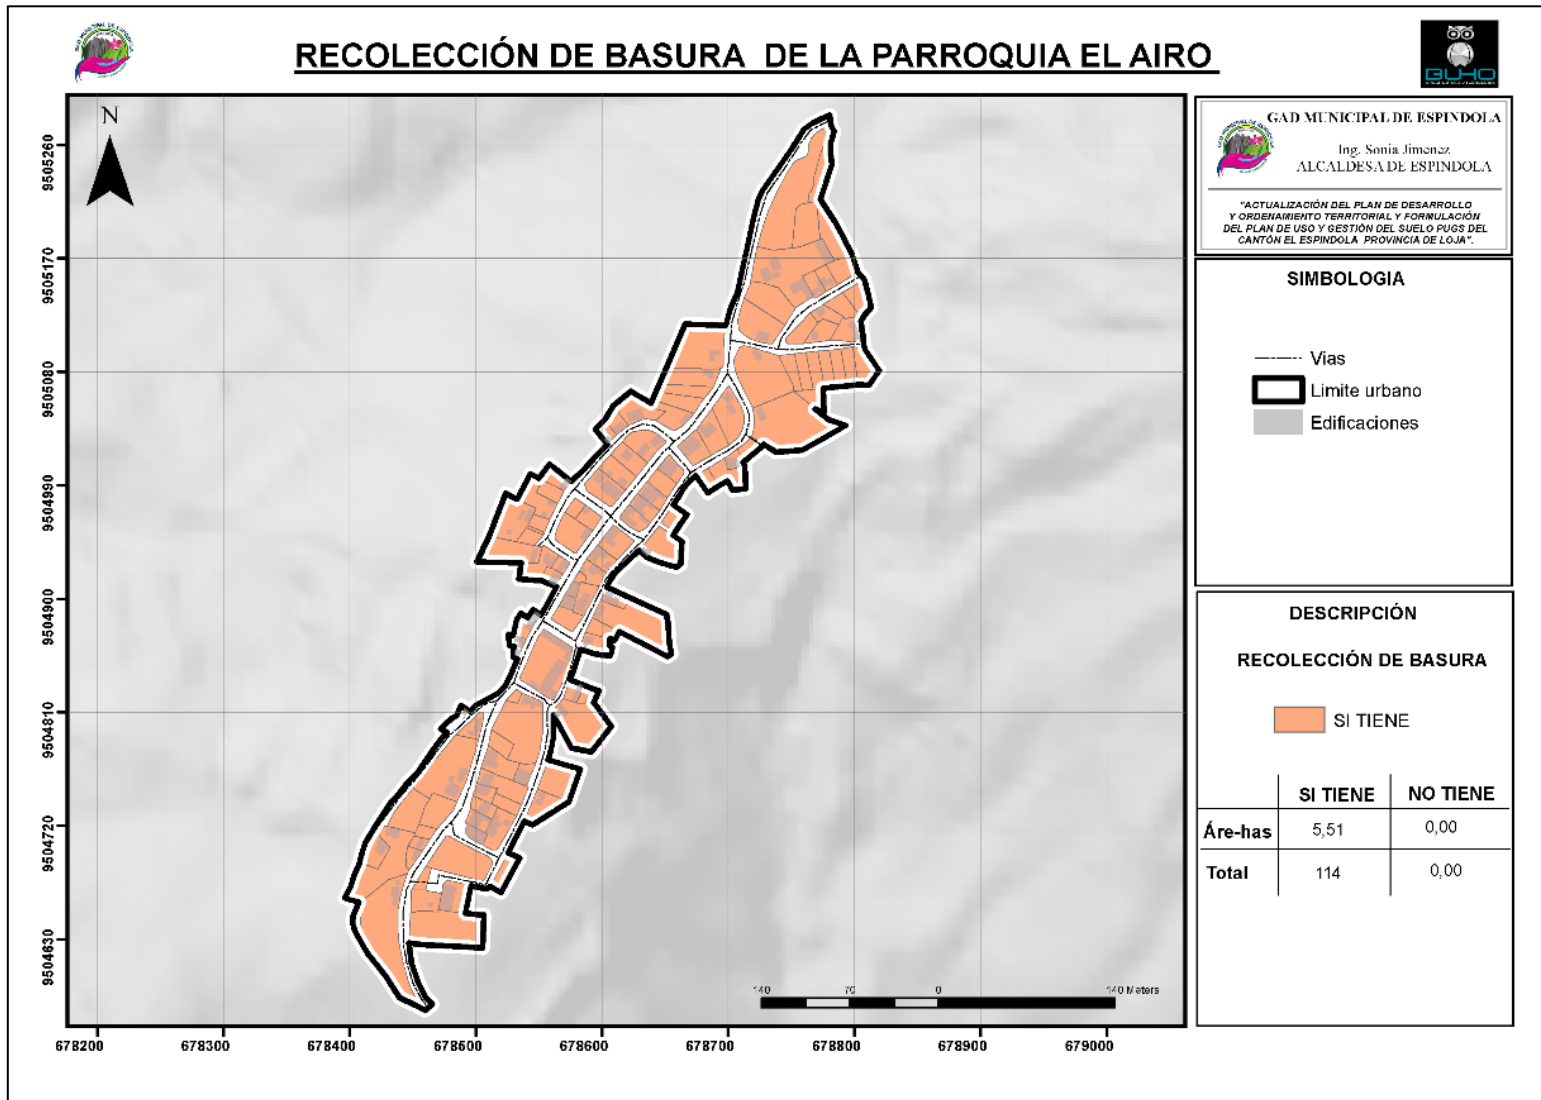 RECOLECCIÓN DE BASURA DE LA PARROQUIA EL AIRO
BUHO
N
9505260
9505170
9505080
9504990
9504900
9504810
9504720
9504630
678200
678300
678400
678500
678600
678700
678800
678900
679000
140
70
0
140 Meters
GAD MUNICIPAL DE ESPINDOLA
Ing. Sonia Jimenez
ALCALDESA DE ESPINDOLA
"ACTUALIZACIÓN DEL PLAN DE DESARROLLO
Y ORDENAMIENTO TERRITORIAL Y FORMULACIÓN
DEL PLAN DE USO Y GESTIÓN DEL SUELO PUGS DEL
CANTÓN EL ESPINDOLA PROVINCIA DE LOJA".
SIMBOLOGIA
Vias
Limite urbano
Edificaciones
DESCRIPCIÓN
RECOLECCIÓN DE BASURA
SI TIENE
SI TIENE NO TIENE
Áre-has 5,51 0,00
Total 114 0,00